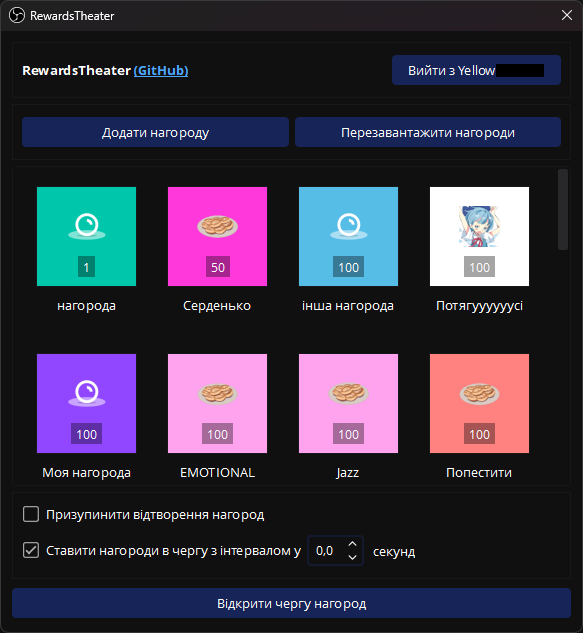 RewardsTheater
RewardsTheater (GitHub)
Вийти з Yellow
Додати нагороду
Перезавантажити нагороди
1
50
100
100
нагорода
Серденько
інша нагорода
Потягуууууусі
100
100
100
100
Моя нагорода
EMOTIONAL
Jazz
Попестити
Призупинити відтворення нагород
Ставити нагороди в чергу з інтервалом у 0,0 секунд
Відкрити чергу нагород